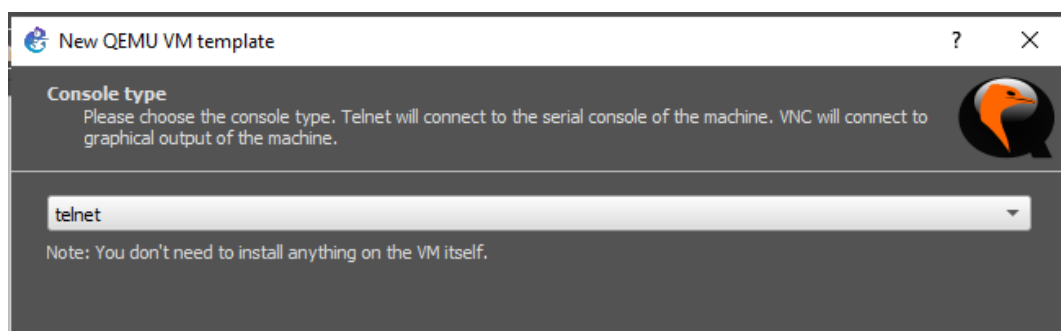 New QEMU VM template
?
Console type
Please choose the console type. Telnet will connect to the serial console of the machine. VNC will connect to
graphical output of the machine.
telnet
Note: You don't need to install anything on the VM itself.